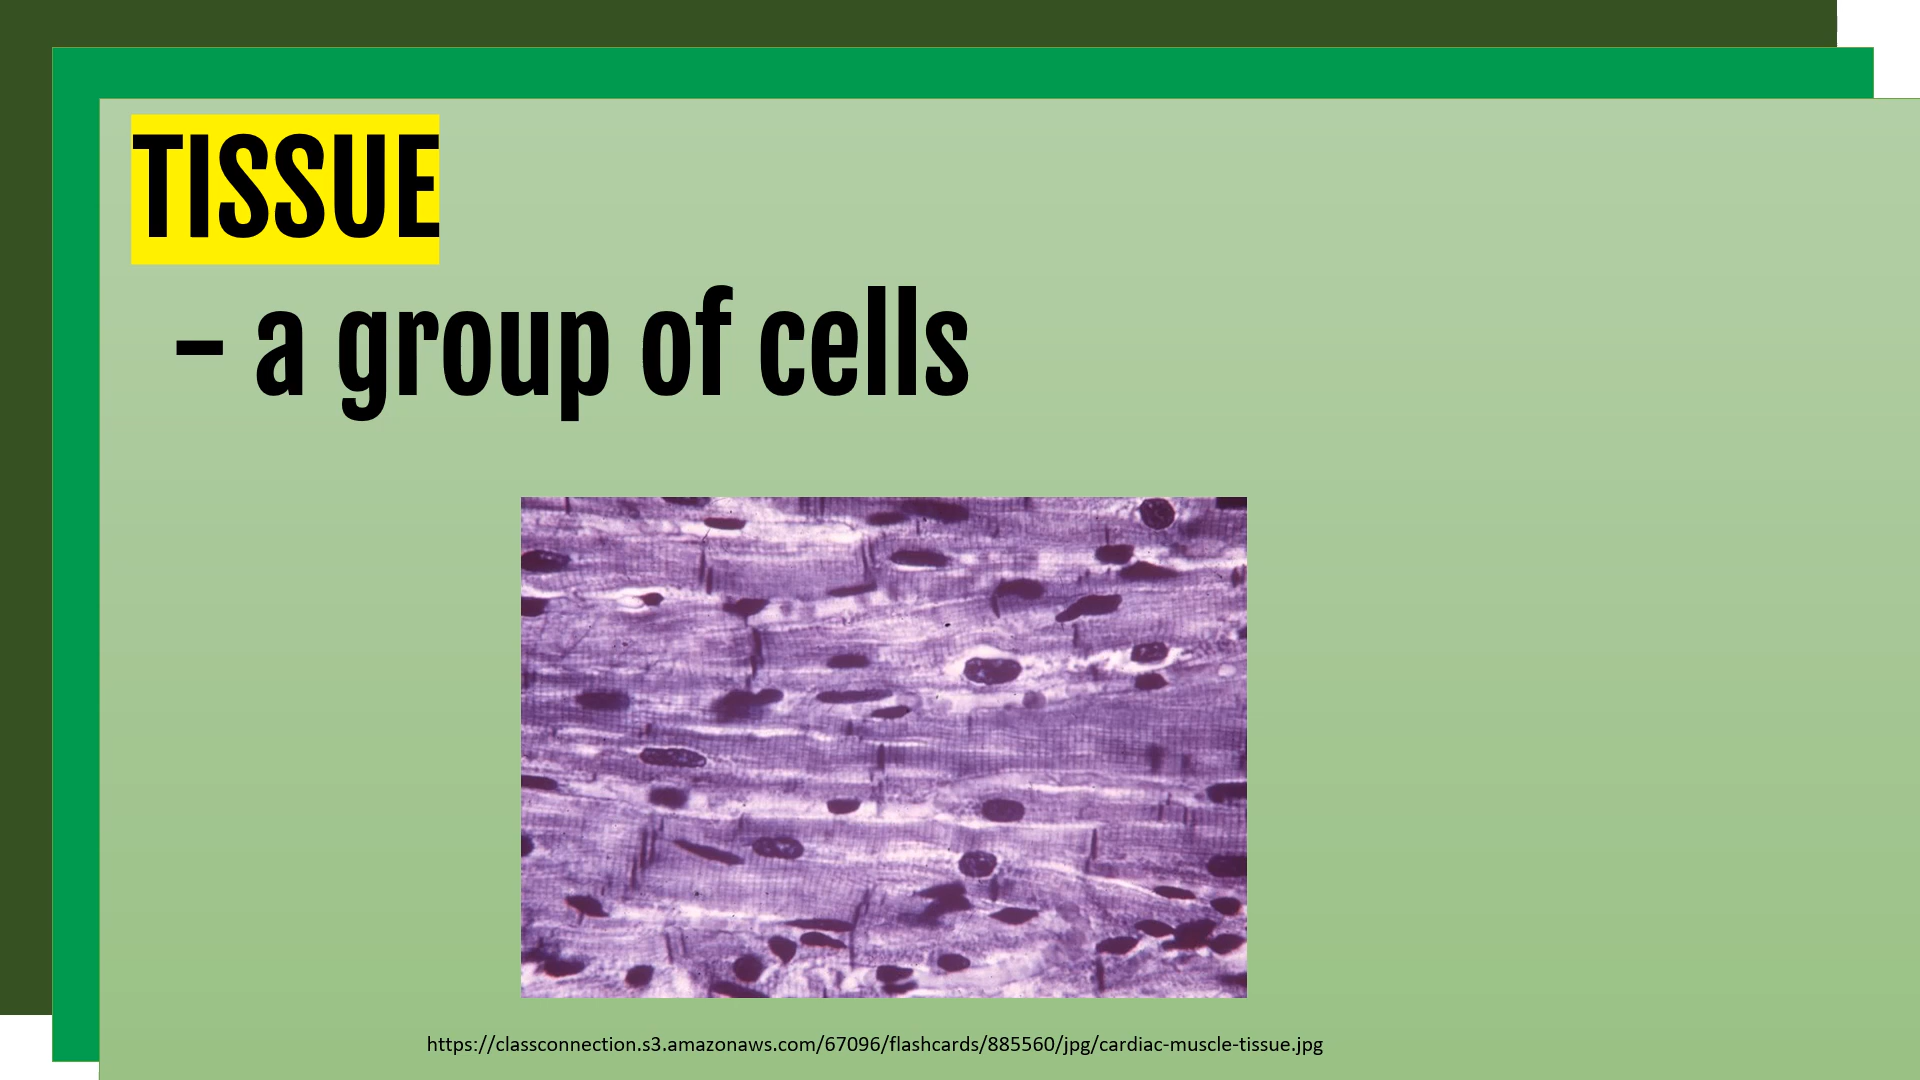 TISSUE
– a group of cells
https://classconnection.s3.amazonaws.com/67096/flashcards/885560/jpg/cardiac-muscle-tissue.jpg